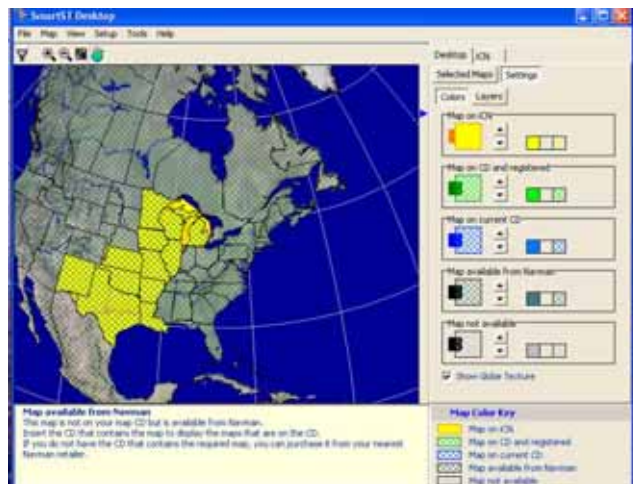 SmartST Desktop
File Map View Setup Tools Help
Desktop iCN
Selected Maps Settings
Colors Layers
Map on iCN
Map on CD and registered
Map on current CD
Map available from Navman
Map not available
Show Globe Texture
Map available from Navman
This map is not on your map CD but is available from Navman.
Insert the CD that contains the map to display the maps that are on the CD.
If you do not have the CD that contains the required map, you can purchase it from your nearest
Navman retailer.
Map Color Key
Map on iCN
Map on CD and registered
Map on current CD
Map available from Navman
Map not available